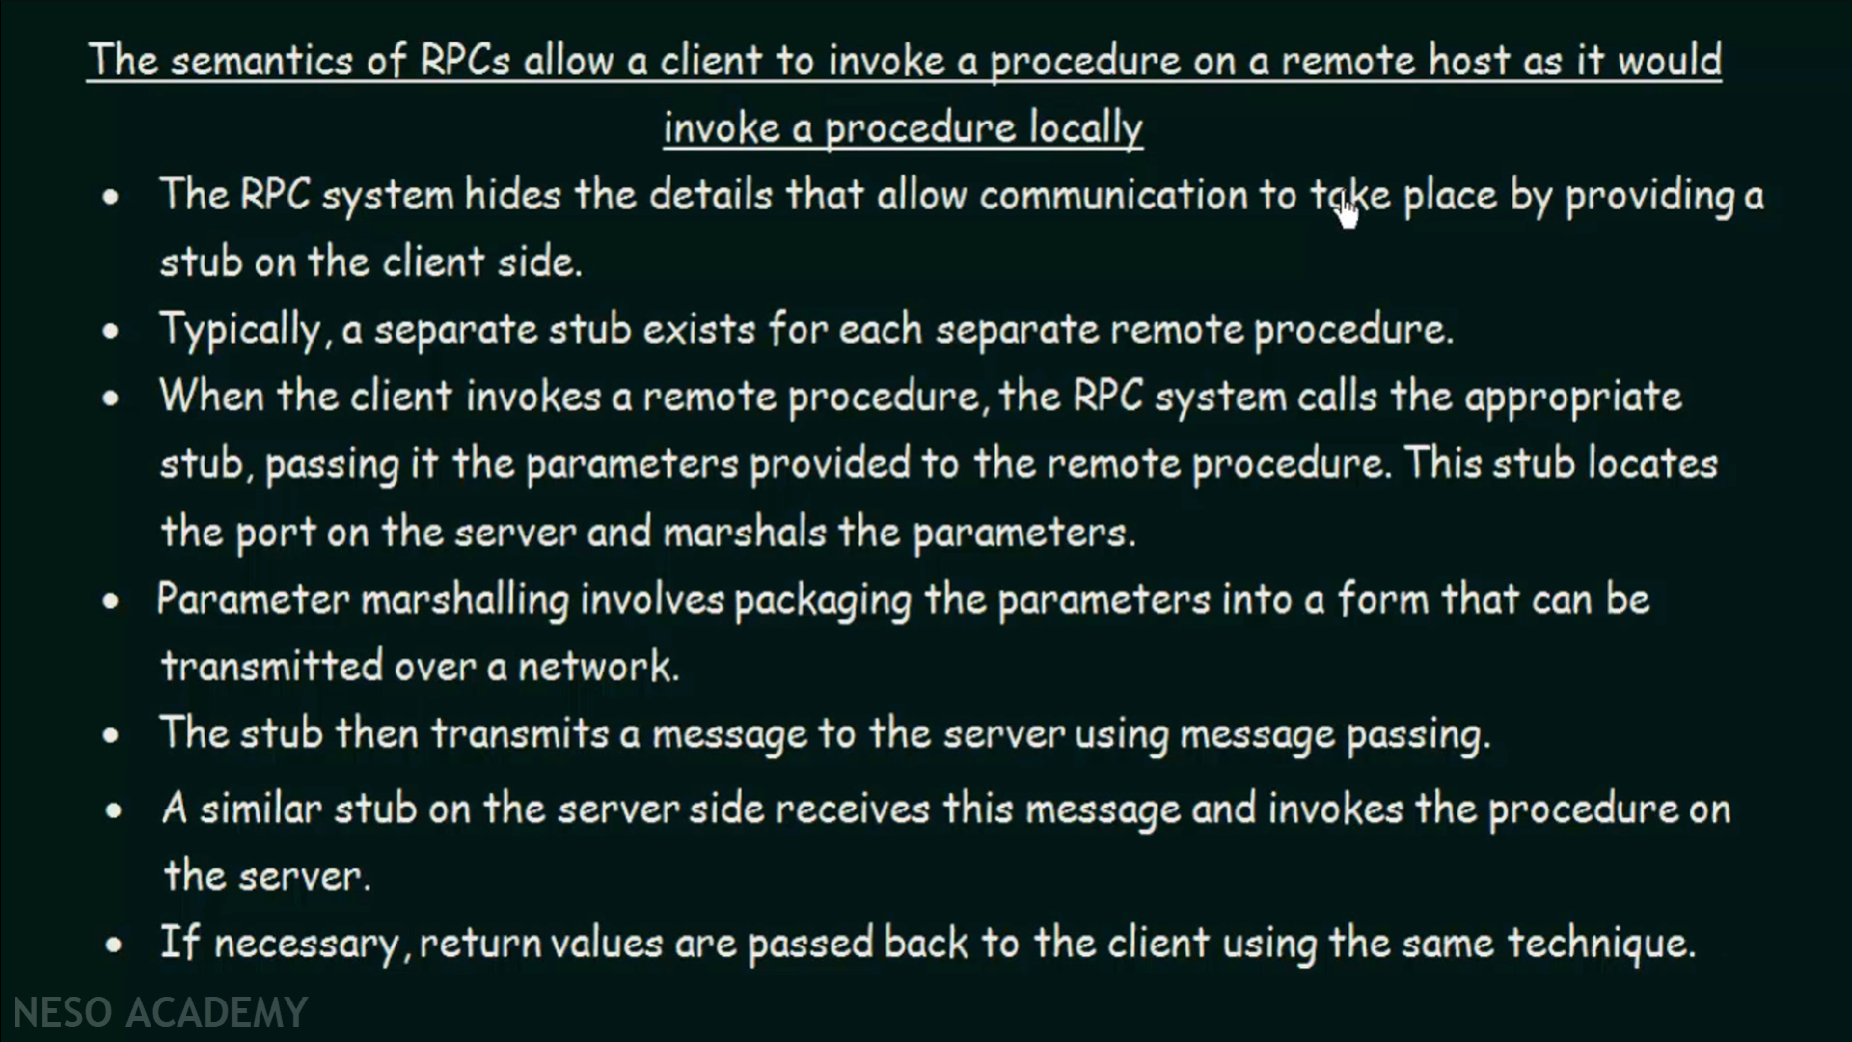 The semantics of RPCs allow a client to invoke a procedure on a remote host as it would
invoke a procedure locally
• The RPC system hides the details that allow communication to take place by providing a
stub on the client side.
• Typically, a separate stub exists for each separate remote procedure.
• When the client invokes a remote procedure, the RPC system calls the appropriate
stub, passing it the parameters provided to the remote procedure. This stub locates
the port on the server and marshals the parameters.
• Parameter marshalling involves packaging the parameters into a form that can be
transmitted over a network.
• The stub then transmits a message to the server using message passing.
• A similar stub on the server side receives this message and invokes the procedure on
the server.
• If necessary, return values are passed back to the client using the same technique.
NESO ACADEMY